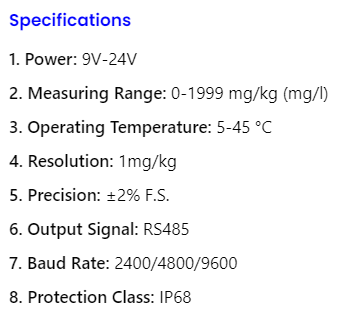 Specifications
1. Power: 9V-24V
2. Measuring Range: 0-1999 mg/kg (mg/l)
3. Operating Temperature: 5-45 °C
4. Resolution: 1mg/kg
5. Precision: ±2% F.S.
6. Output Signal: RS485
7. Baud Rate: 2400/4800/9600
8. Protection Class: IP68